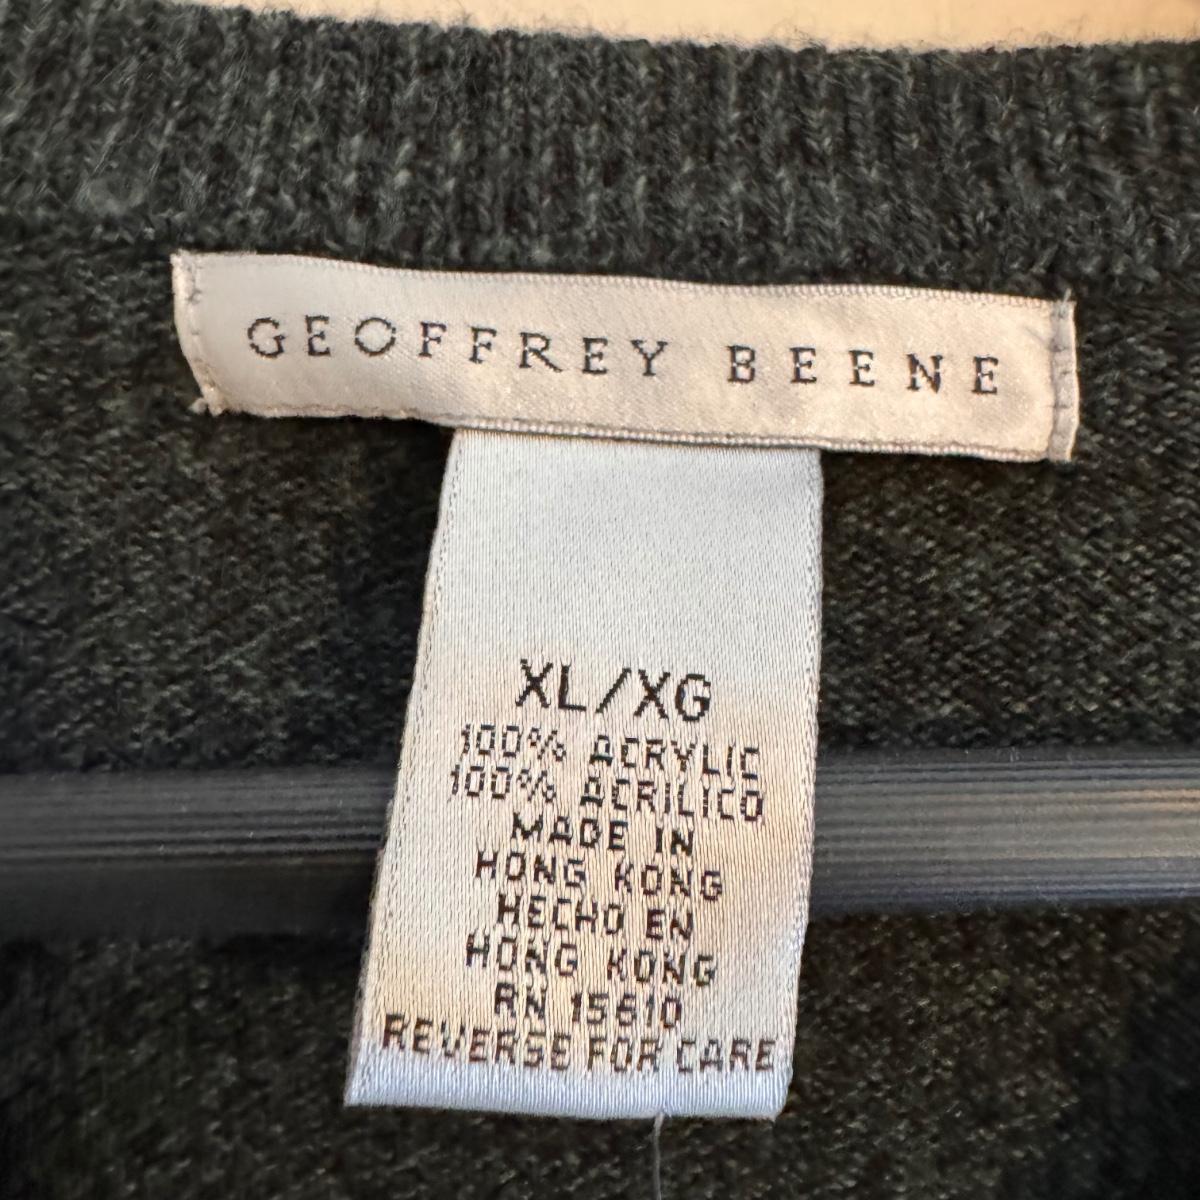 GEOFFREY BEENE
XL/XG
100% ACRYLIC
100% ACRILICO
MADE IN
HONG KONG
HECHO EN
HONG KONG
RN 15610
REVERSE FOR CARE